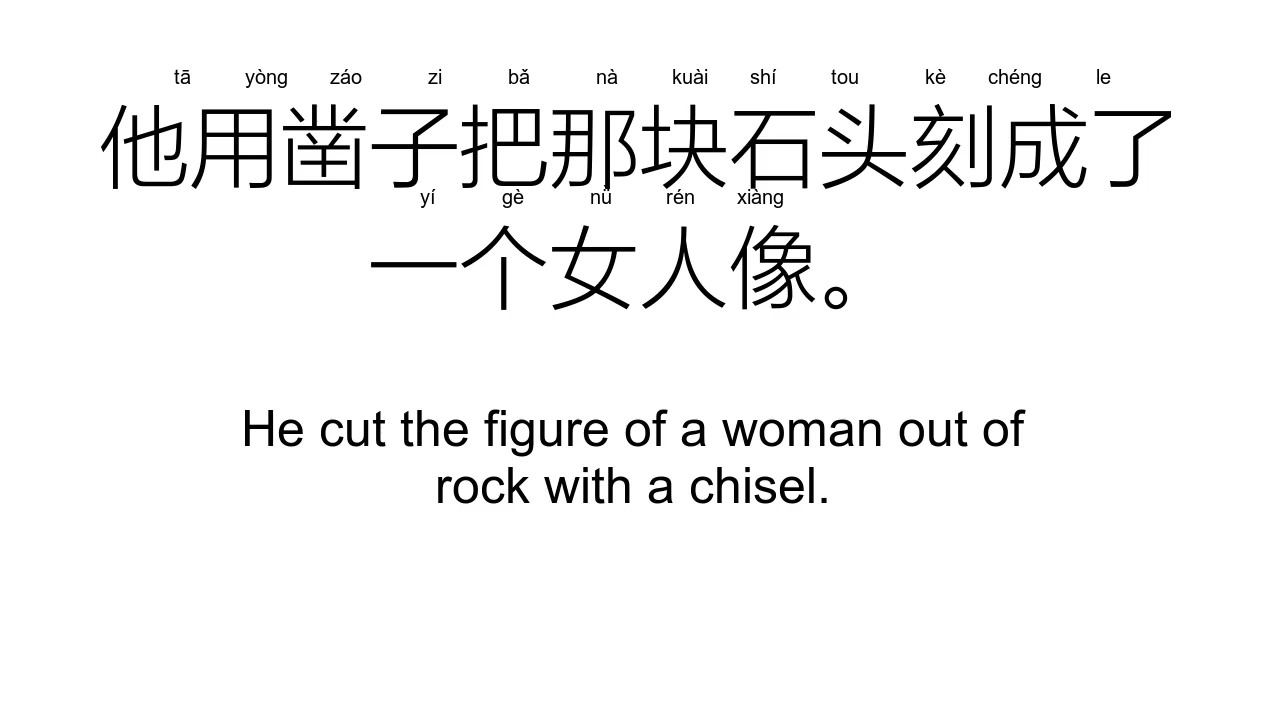 tā yòng záo zi bǎ nà kuài shí tou kè chéng le
他用凿子把那块石头刻成了
yí gè nǚ rén xiàng
一个女人像。
He cut the figure of a woman out of
rock with a chisel.